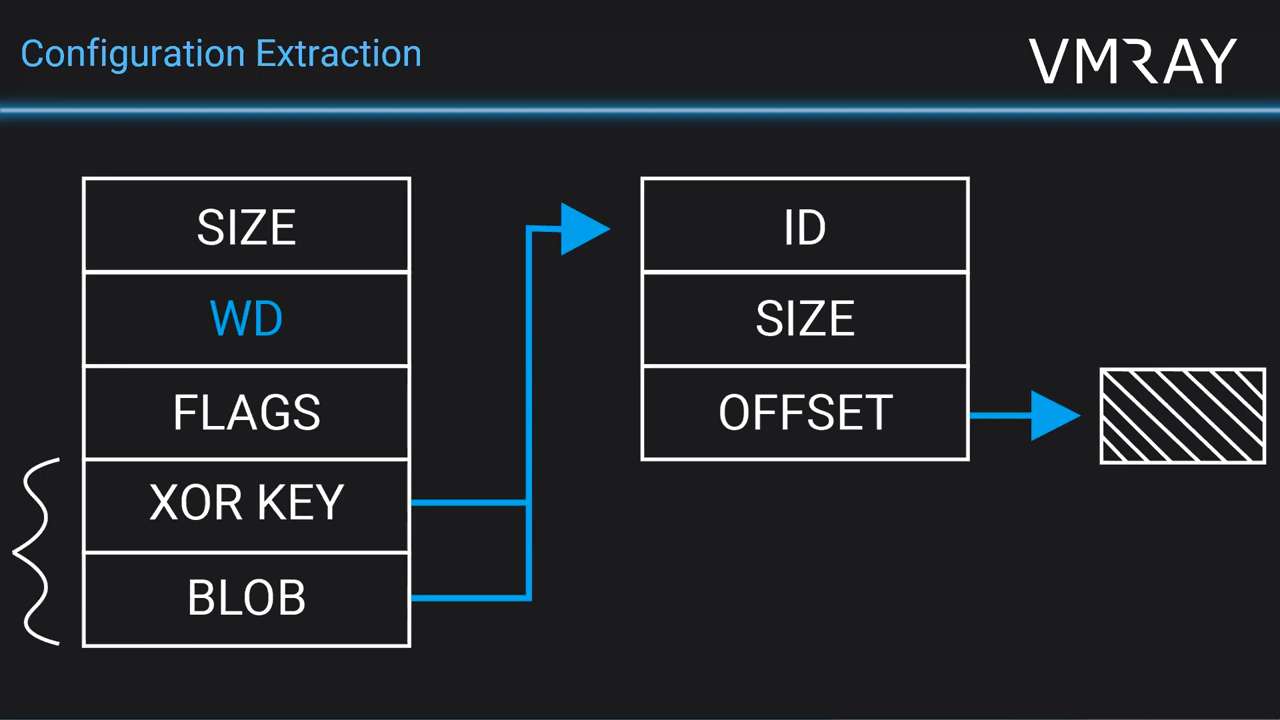 Configuration Extraction
VMRAY
SIZE
WD
FLAGS
XOR KEY
BLOB
ID
SIZE
OFFSET